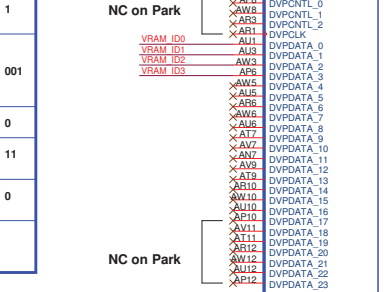 1
001
0
11
0
NC on Park
AW8 DVPCNTL_0
AR3 DVPCNTL_1
AR1 DVPCNTL_2
DVPCLK
VRAM_ID0 AU1 DVPDATA_0
VRAM_ID1 AU3 DVPDATA_1
VRAM_ID2 AW3 DVPDATA_2
VRAM_ID3 AP6 DVPDATA_3
AW5 DVPDATA_4
AU5 DVPDATA_5
AR6 DVPDATA_6
AW6 DVPDATA_7
AU6 DVPDATA_8
AT7 DVPDATA_9
AV7 DVPDATA_10
AN7 DVPDATA_11
AV9 DVPDATA_12
AT9 DVPDATA_13
AR10 DVPDATA_14
AW10 DVPDATA_15
AU10 DVPDATA_16
AP10 DVPDATA_17
AV11 DVPDATA_18
AT11 DVPDATA_19
AR12 DVPDATA_20
AW12 DVPDATA_21
AU12 DVPDATA_22
AP12 DVPDATA_23
NC on Park